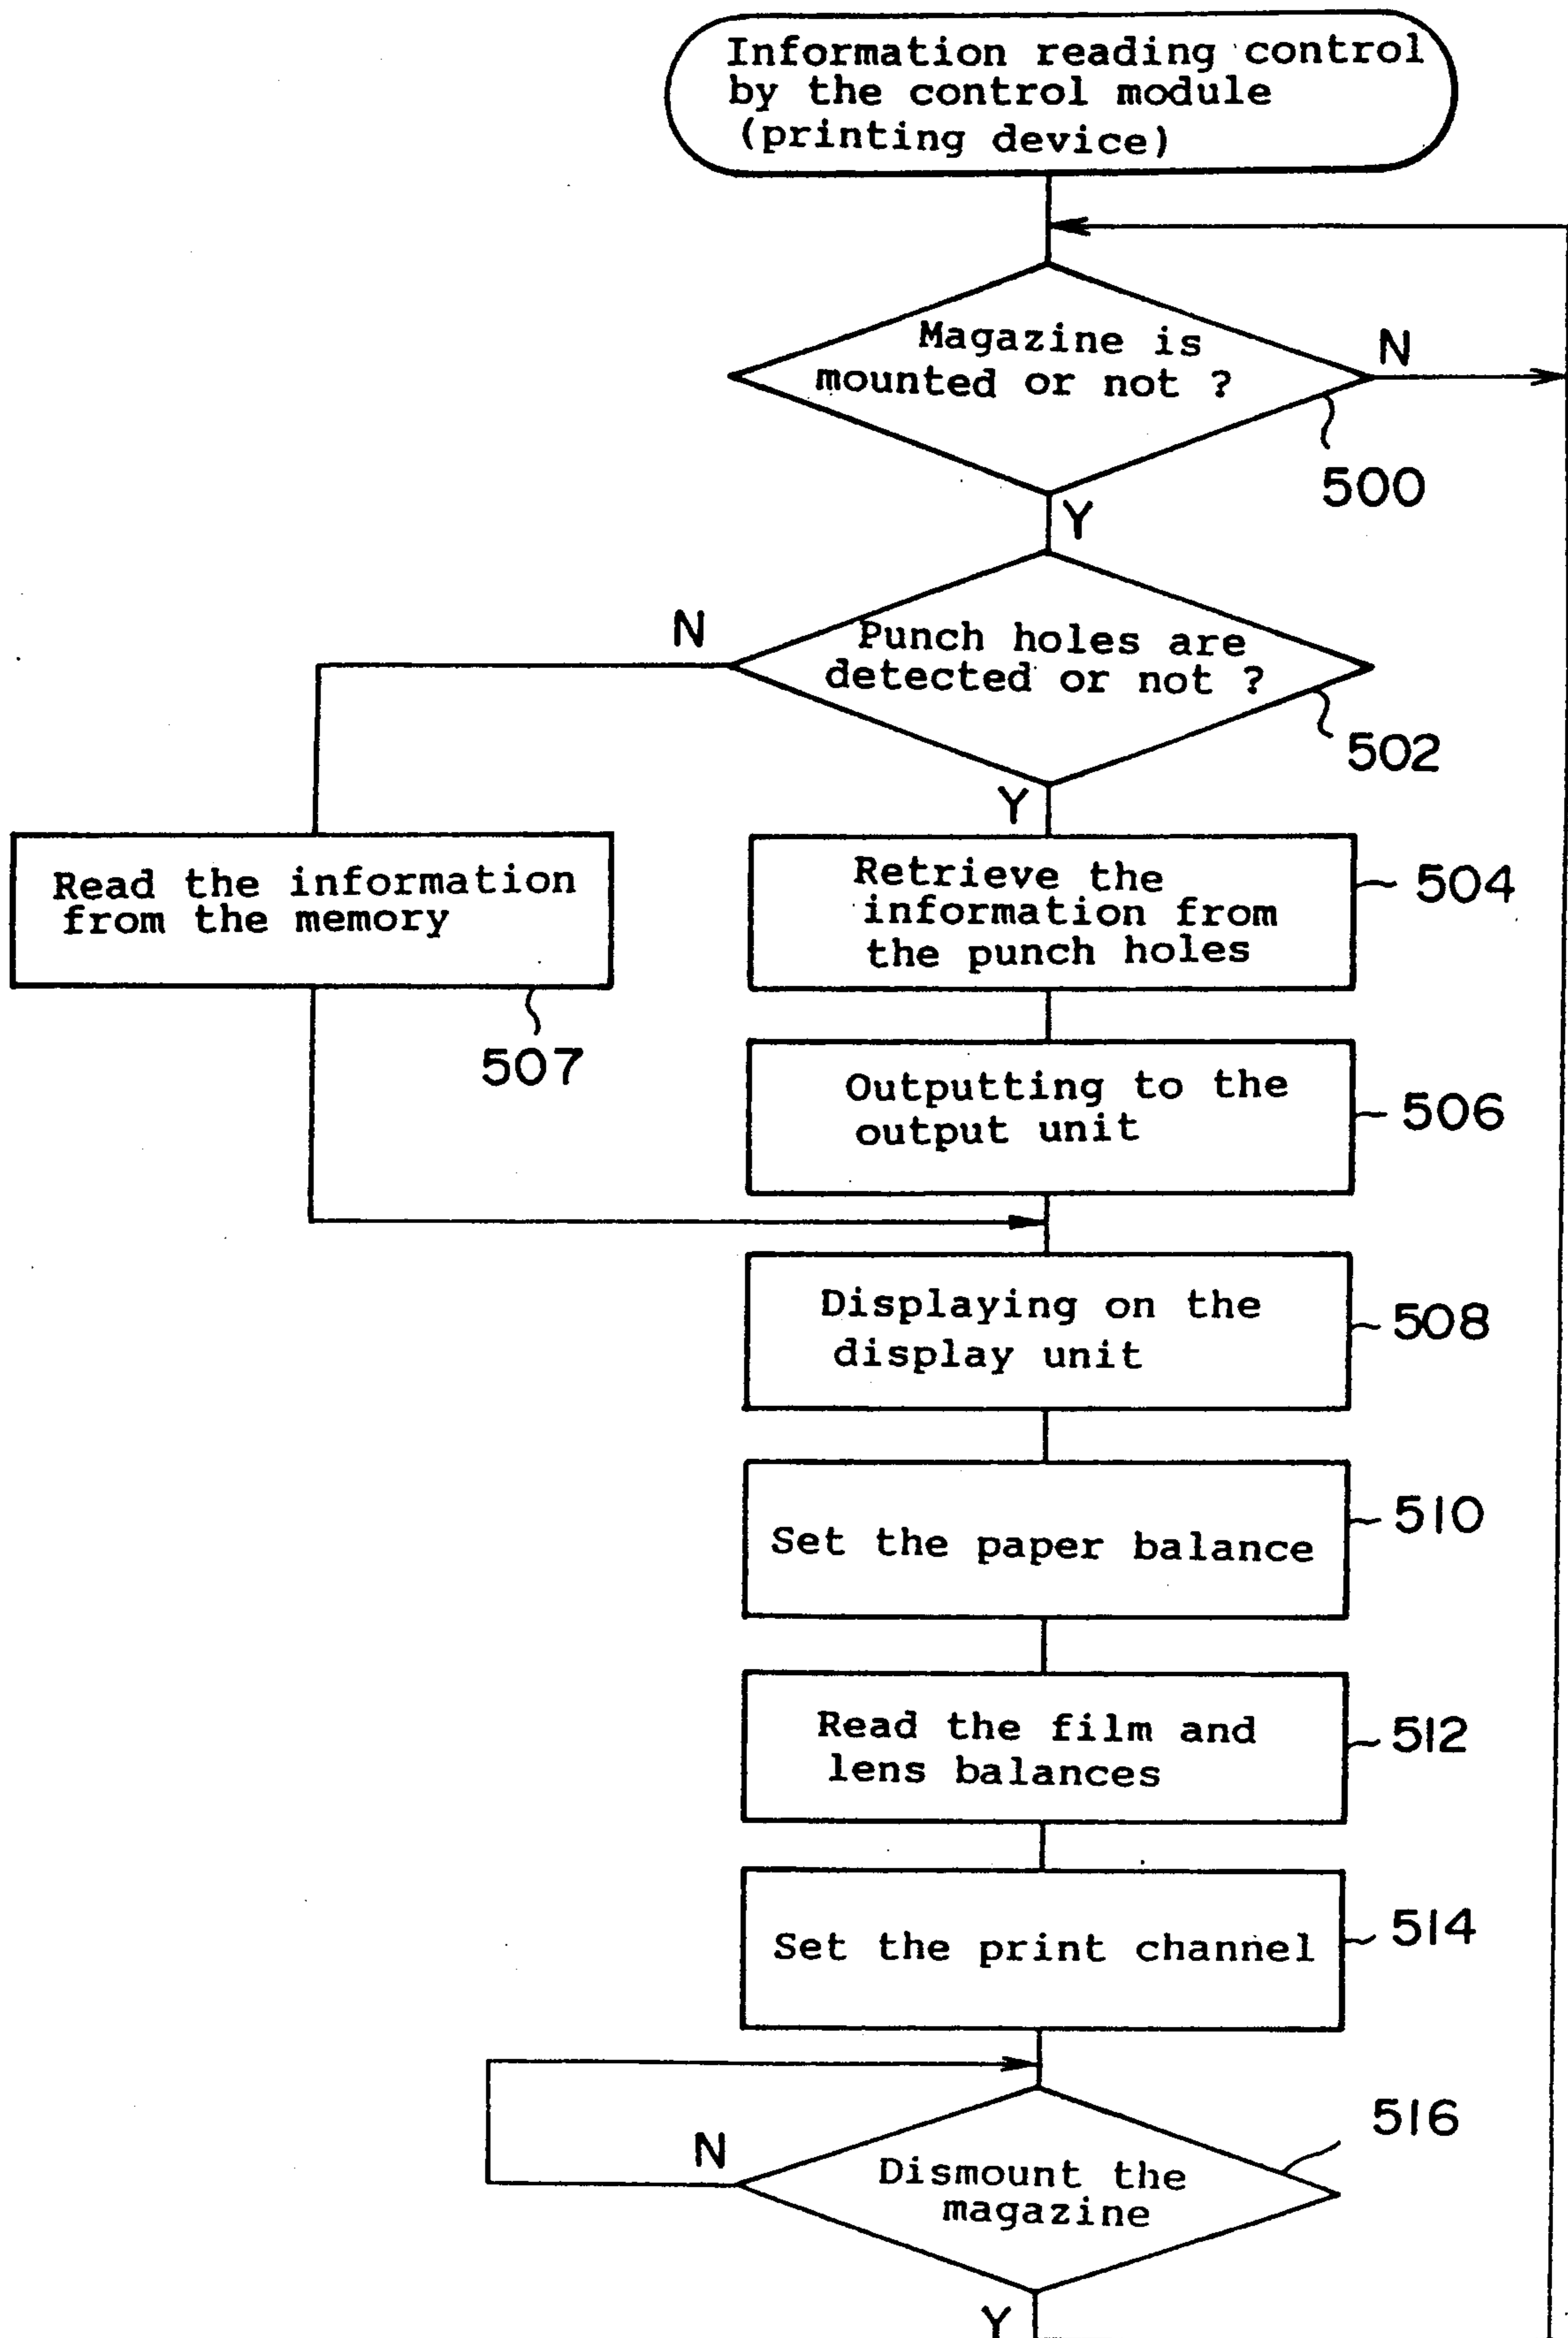 Information reading control
by the control module
(printing device)
Magazine is
mounted or not ?
N
500
Y
N
Punch holes are
detected or not ?
502
Y
Read the information
from the memory
507
Retrieve the
information from
the punch holes
504
Outputting to the
output unit
506
Displaying on the
display unit
508
Set the paper balance
510
Read the film and
lens balances
512
Set the print channel
514
516
N
Dismount the
magazine
Y